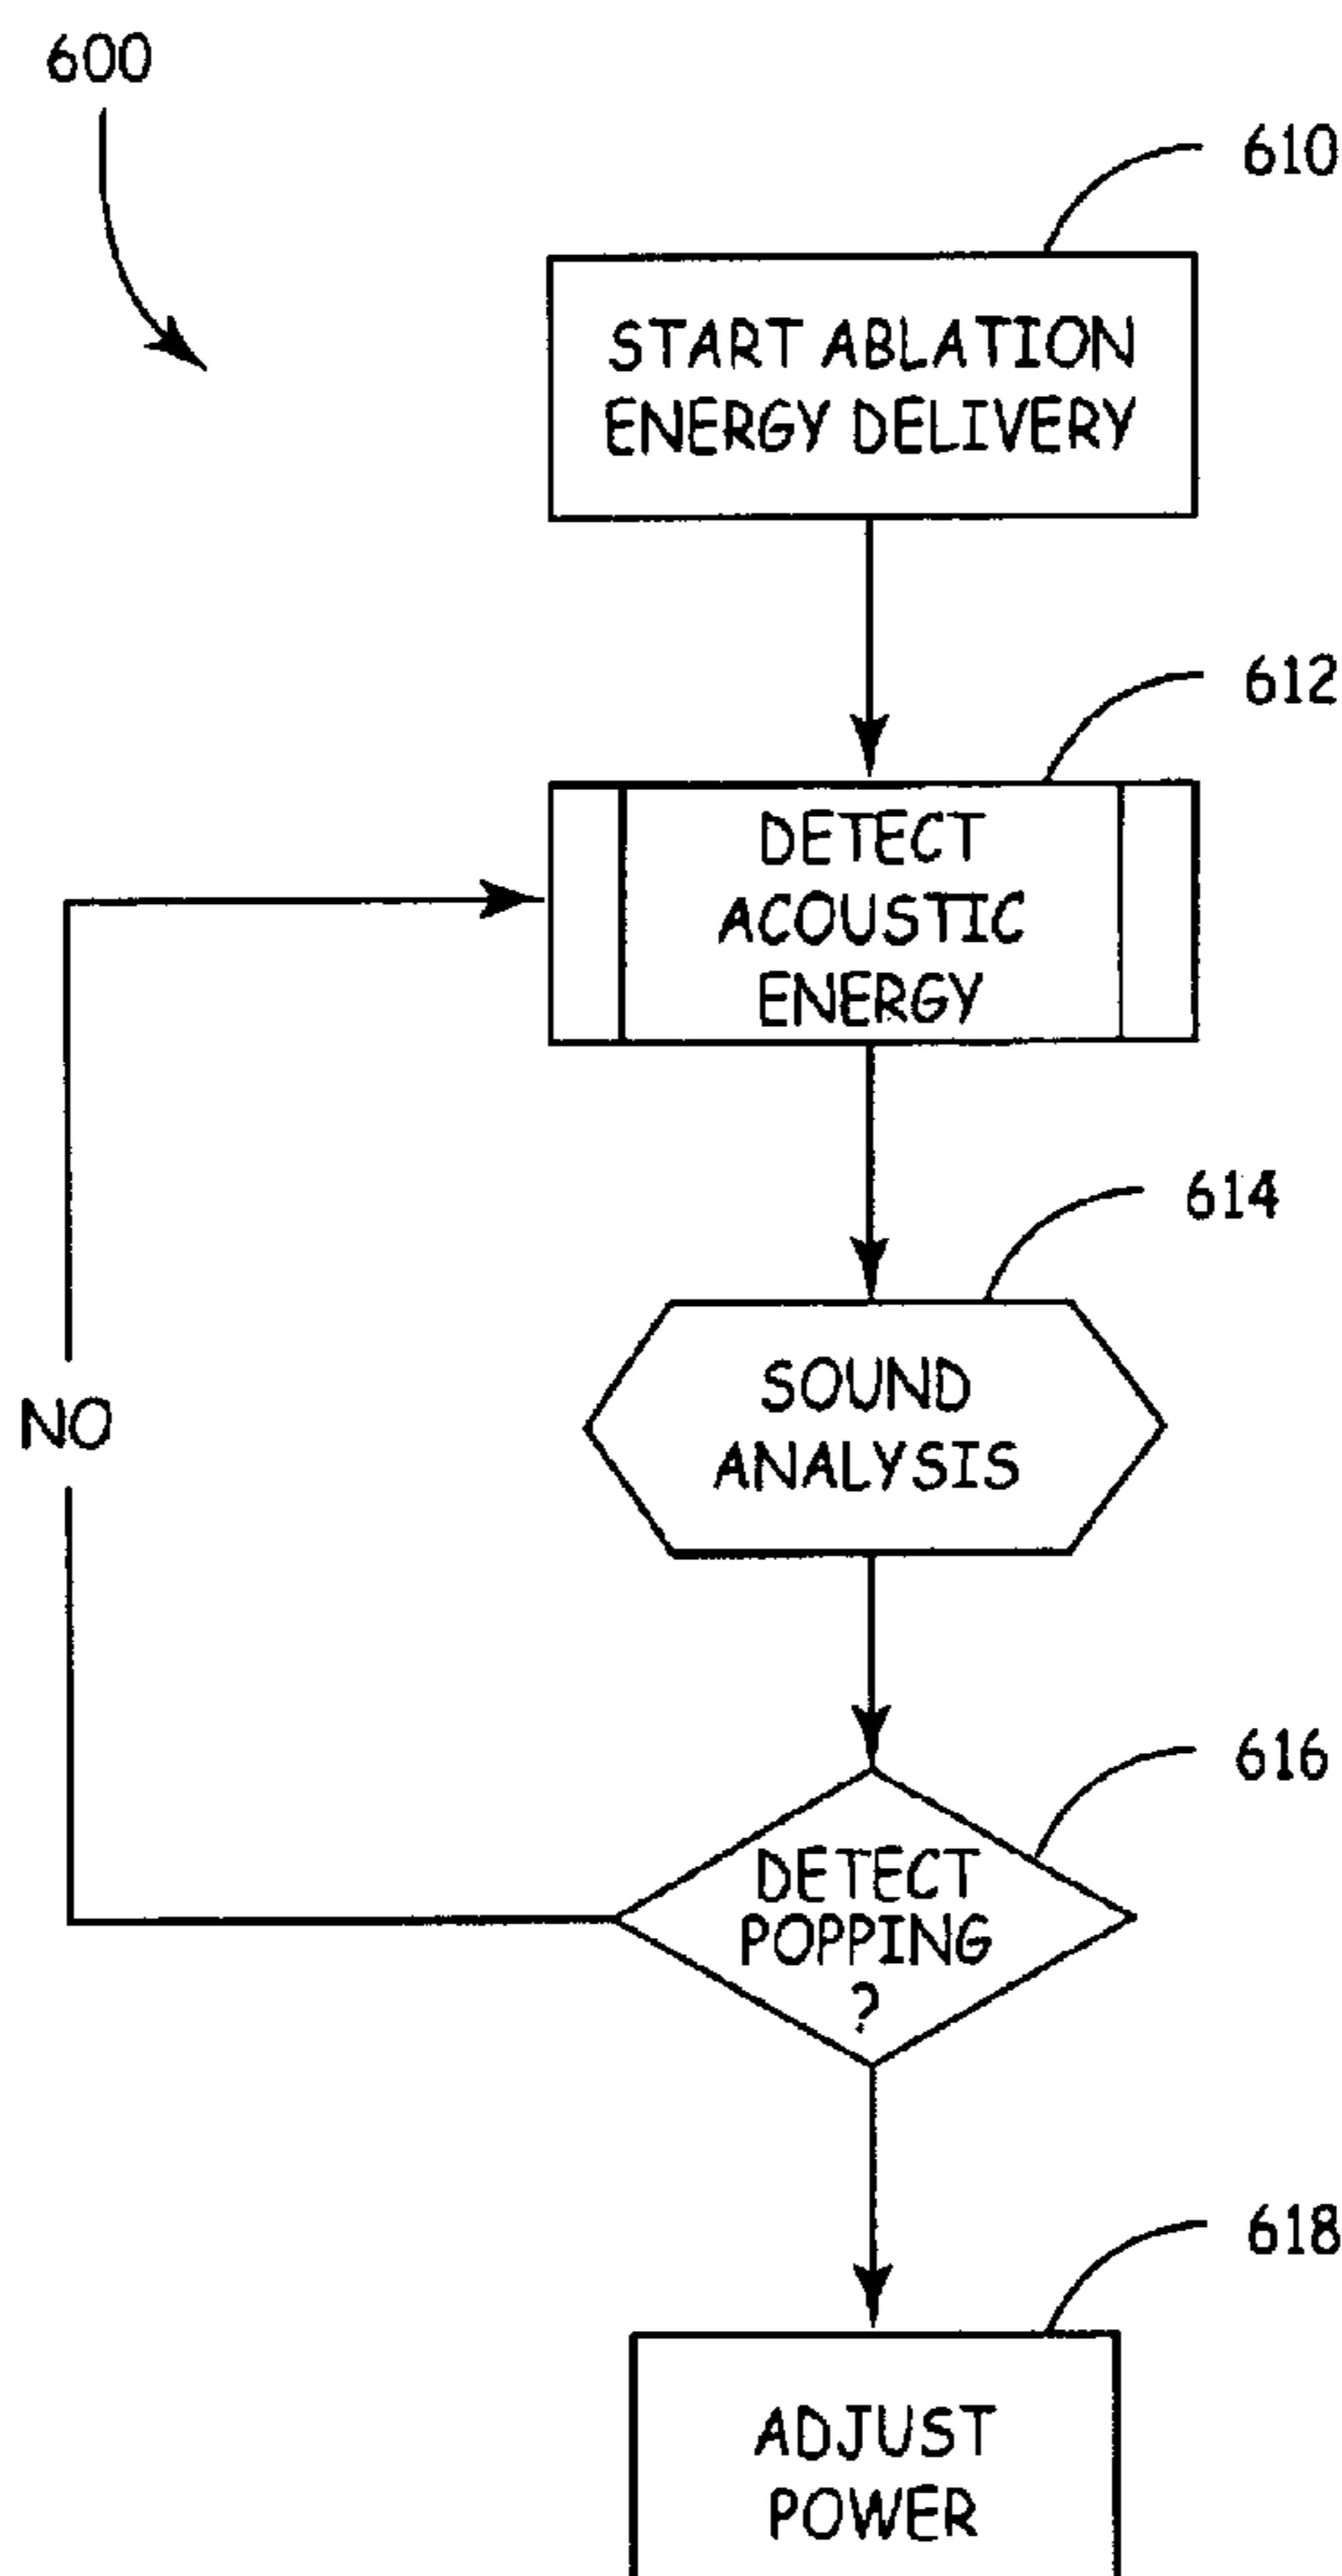 600
610
START ABLATION
ENERGY DELIVERY
612
DETECT
ACOUSTIC
ENERGY
614
SOUND
ANALYSIS
NO
616
DETECT
POPPING
?
618
ADJUST
POWER